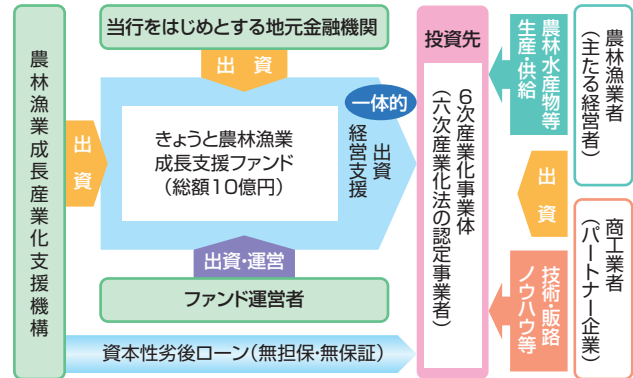 当行をはじめとする地元金融機関
農林漁業成長産業化支援機構
出資
出資
きょうと農林漁業
成長支援ファンド
（総額10億円）
一体的
出資
経営支援
出資・運営
ファンド運営者
資本性劣後ローン（無担保・無保証）
投資先
6次産業化事業体
（六次産業化法の認定事業者）
農林水産物等
生産・供給
出資
技術・販路
ノウハウ等
農林漁業者
（主たる経営者）
商工業者
（パートナー企業）